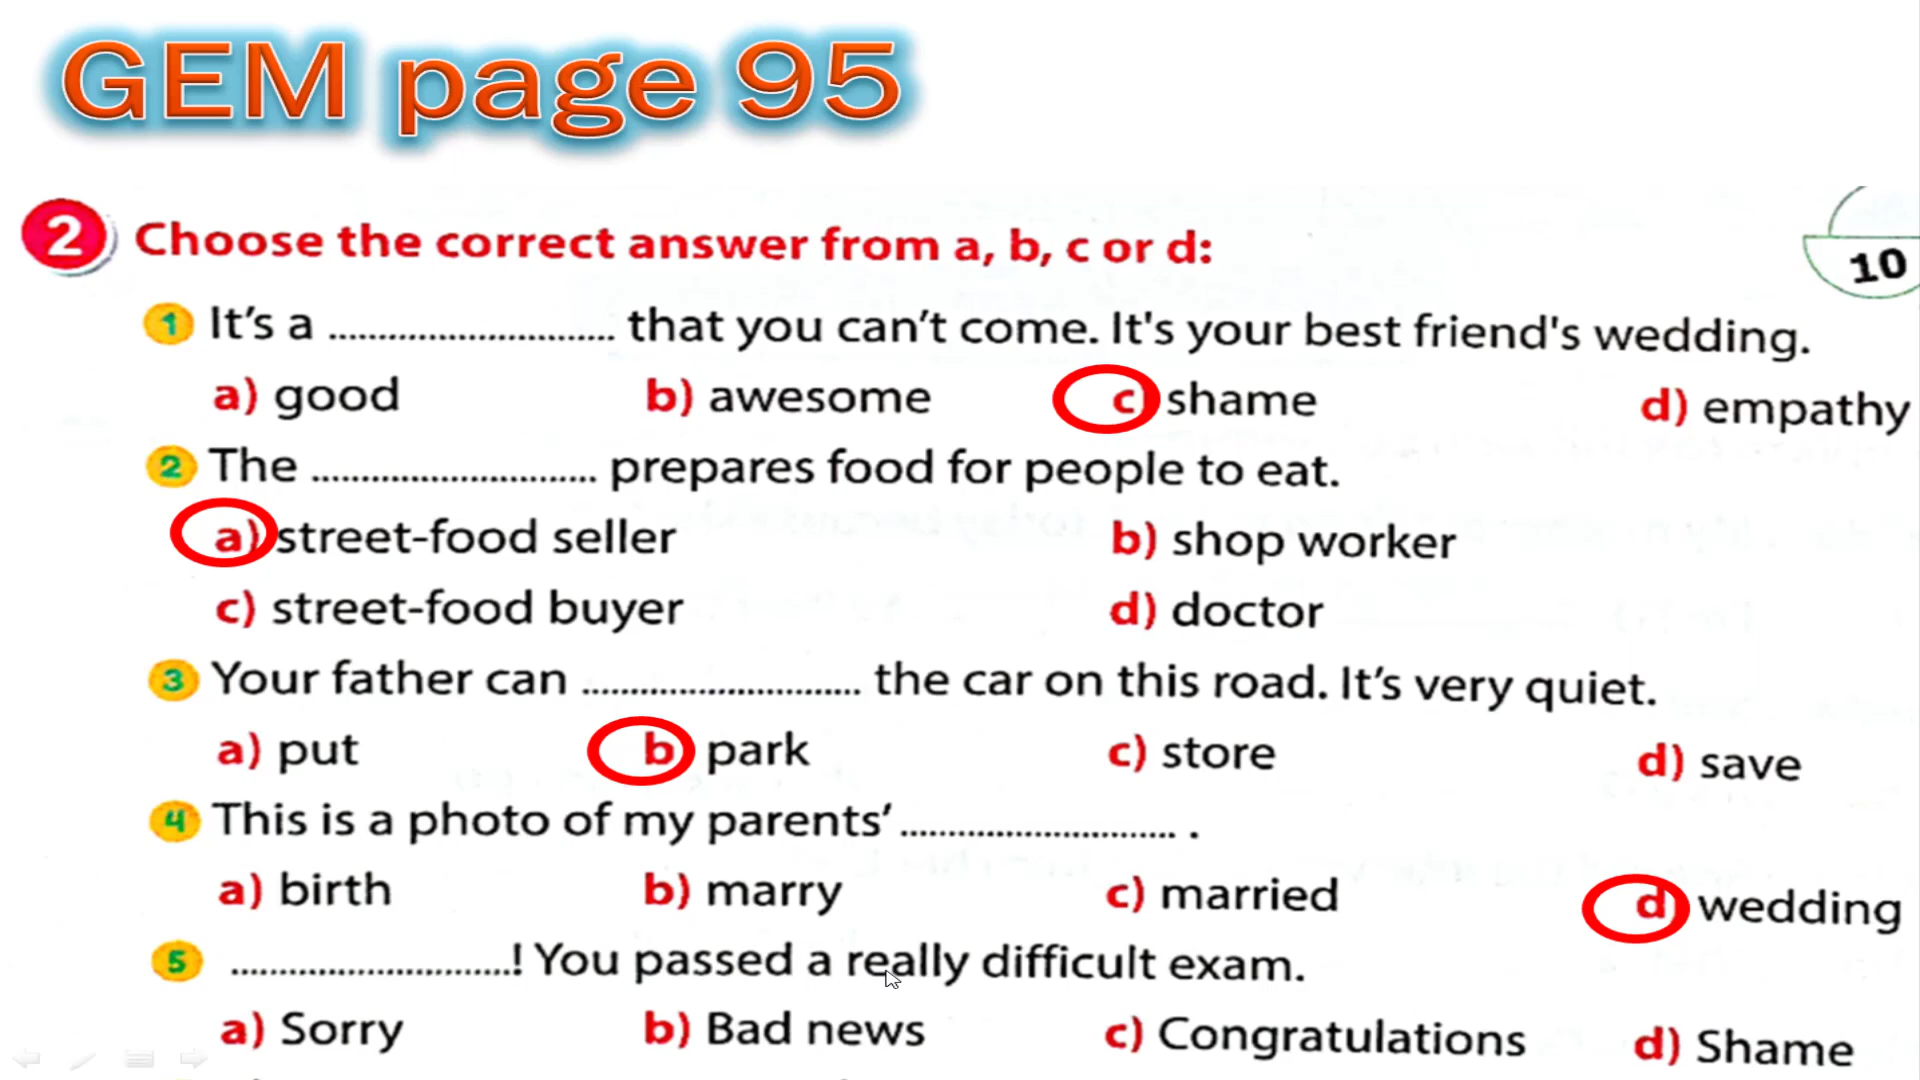 GEM page 95
2 Choose the correct answer from a, b, c or d:
10
1 It's a ............................ that you can't come. It's your best friend's wedding.
a) good b) awesome c) shame d) empathy
2 The ............................ prepares food for people to eat.
a) street-food seller b) shop worker
c) street-food buyer d) doctor
3 Your father can ............................ the car on this road. It's very quiet.
a) put b) park c) store d) save
4 This is a photo of my parents' ............................ .
a) birth b) marry c) married d) wedding
5 ............................! You passed a really difficult exam.
a) Sorry b) Bad news c) Congratulations d) Shame